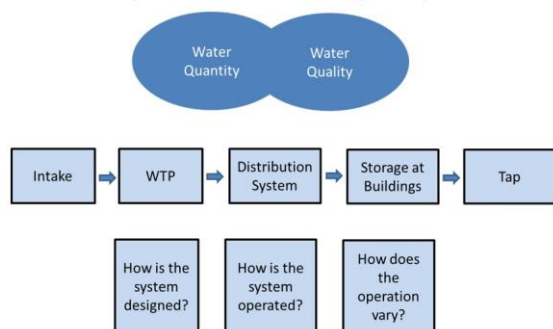 Water
Quantity
Water
Quality
Intake
WTP
Distribution
System
Storage at
Buildings
Tap
How is the
system
designed?
How is the
system
operated?
How does
the
operation
vary?